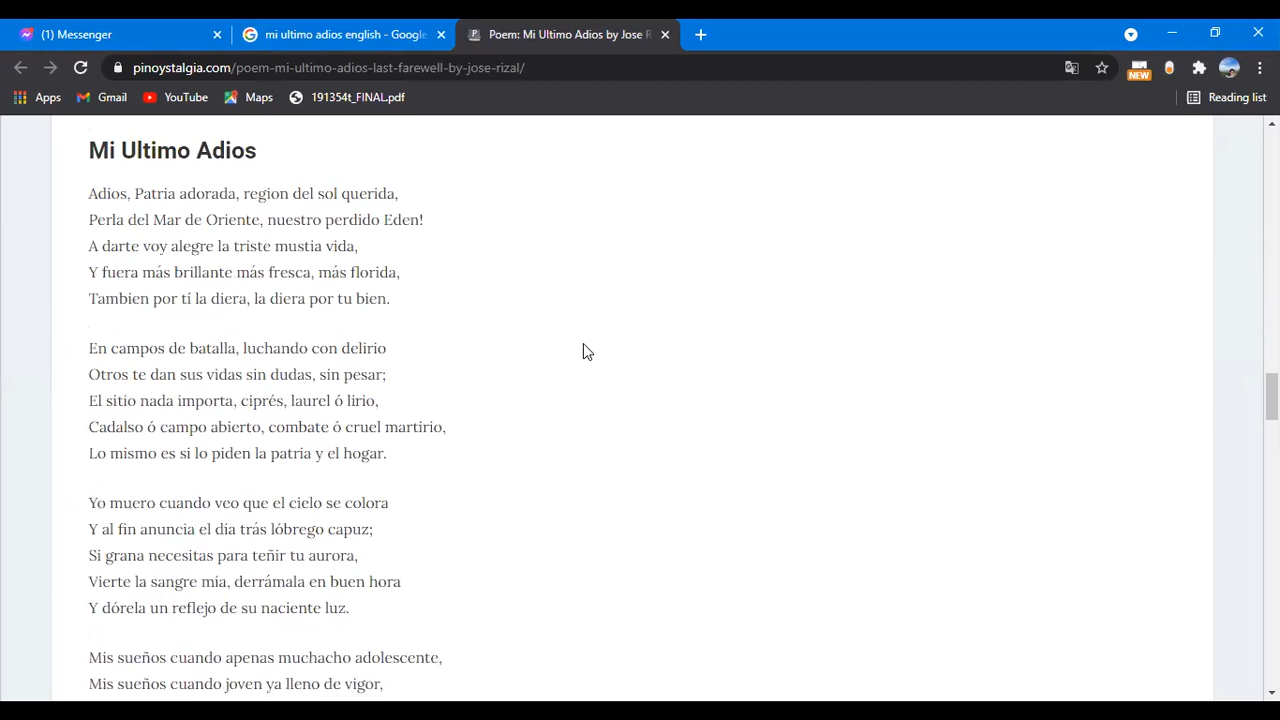 (1) Messenger
mi ultimo adios english - Google
Poem: Mi Ultimo Adios by Jose R
pinoystalgia.com/poem-mi-ultimo-adios-last-farewell-by-jose-rizal/
NEW
Apps
Gmail
YouTube
Maps
191354t_FINAL.pdf
Reading list
Mi Ultimo Adios
Adios, Patria adorada, region del sol querida,
Perla del Mar de Oriente, nuestro perdido Eden!
A darte voy alegre la triste mustia vida,
Y fuera más brillante más fresca, más florida,
Tambien por tí la diera, la diera por tu bien.
En campos de batalla, luchando con delirio
Otros te dan sus vidas sin dudas, sin pesar;
El sitio nada importa, ciprés, laurel ó lirio,
Cadalso ó campo abierto, combate ó cruel martirio,
Lo mismo es si lo piden la patria y el hogar.
Yo muero cuando veo que el cielo se colora
Y al fin anuncia el día trás lóbrego capuz;
Si grana necesitas para teñir tu aurora,
Vierte la sangre mía, derrámala en buen hora
Y dórela un reflejo de su naciente luz.
Mis sueños cuando apenas muchacho adolescente,
Mis sueños cuando joven ya lleno de vigor,